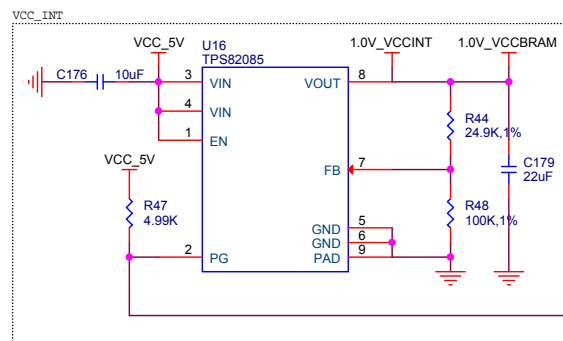 VCC_INT
VCC_5V
U16
TPS82085
1.0V_VCCINT
1.0V_VCCBRAM
C176
10uF
3
VIN
VOUT
8
4
VIN
1
EN
R44
24.9K,1%
VCC_5V
FB
7
C179
22uF
R47
4.99K
R48
100K,1%
GND
5
GND
6
2
PG
PAD
9